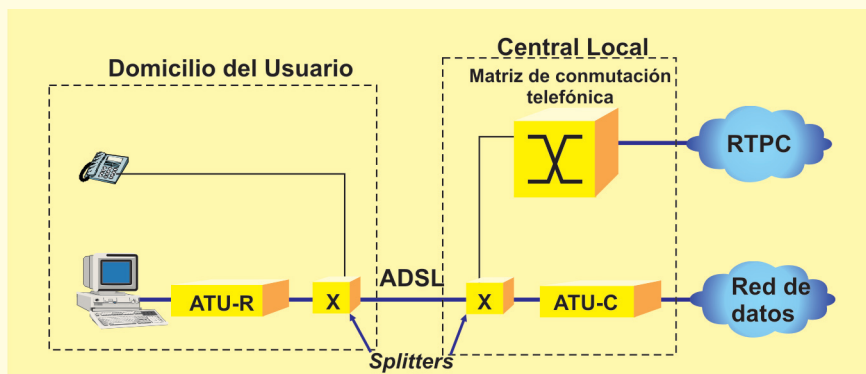 Domicilio del Usuario
Central Local
Matriz de conmutación
telefónica
RTPC
ATU-R
X
ADSL
X
ATU-C
Red de
datos
Splitters